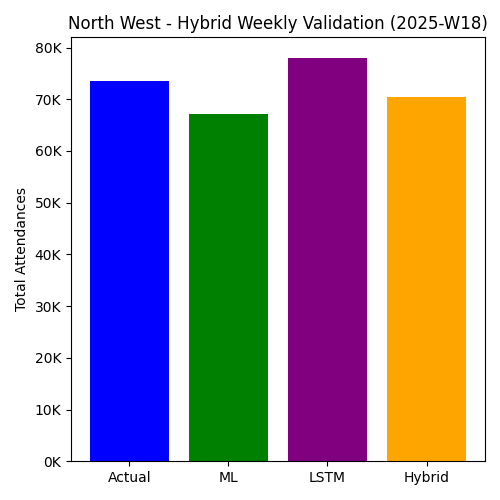 North West - Hybrid Weekly Validation (2025-W18)
80K
70K
60K
50K
40K
30K
20K
10K
0K
Total Attendances
Actual
ML
LSTM
Hybrid